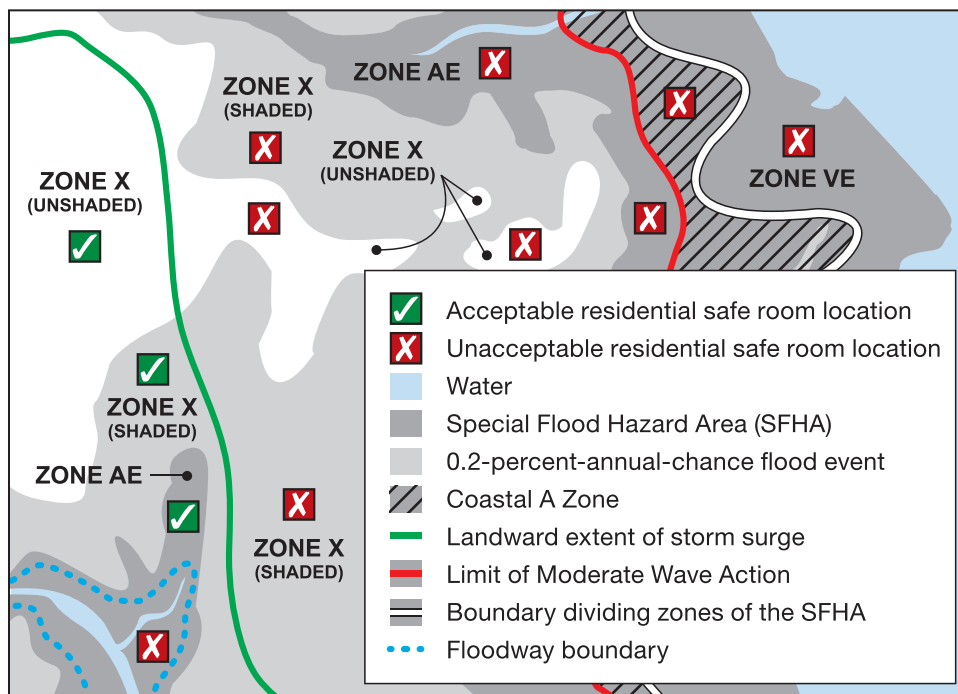 ZONE AE
ZONE X
(SHADED)
ZONE X
(UNSHADED)
ZONE VE
ZONE X
(UNSHADED)
Acceptable residential safe room location
Unacceptable residential safe room location
Water
Special Flood Hazard Area (SFHA)
0.2-percent-annual-chance flood event
Coastal A Zone
Landward extent of storm surge
Limit of Moderate Wave Action
Boundary dividing zones of the SFHA
Floodway boundary
ZONE X
(SHADED)
ZONE AE
ZONE X
(SHADED)